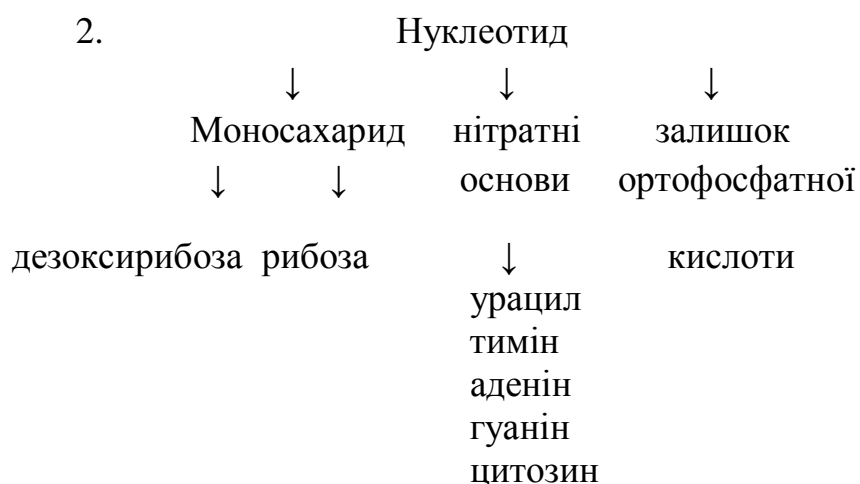 2. Нуклеотид
↓ ↓ ↓
Моносахарид нітратні залишок
↓ ↓ основи ортофосфатної
дезоксирибоза рибоза ↓ кислоти
урацил
тимін
аденін
гуанін
цитозин